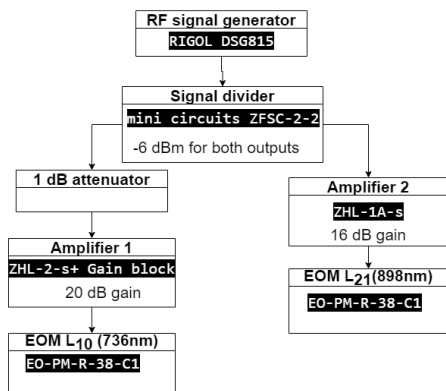 RF signal generator
RIGOL DSG815
Signal divider
mini circuits ZFSC-2-2
-6 dBm for both outputs
1 dB attenuator
Amplifier 2
ZHL-1A-s
16 dB gain
Amplifier 1
ZHL-2-s+ Gain block
20 dB gain
EOM L21(898nm)
EO-PM-R-38-C1
EOM L10 (736nm)
EO-PM-R-38-C1